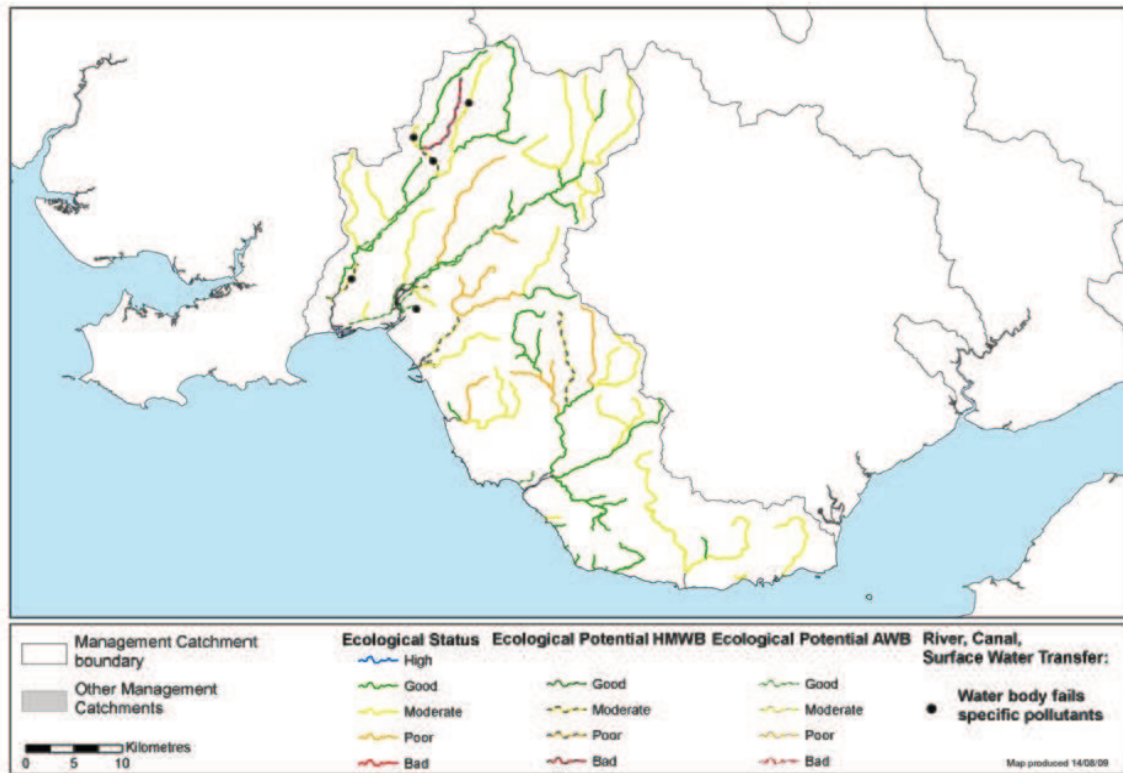 Management Catchment
boundary
Other Management
Catchments
Kilometres
0 5 10
Ecological Status
High
Good
Moderate
Poor
Bad
Ecological Potential HMWB
Good
Moderate
Poor
Bad
Ecological Potential AWB
Good
Moderate
Poor
Bad
River, Canal,
Surface Water Transfer:
Water body fails
specific pollutants
Map produced 14/08/09